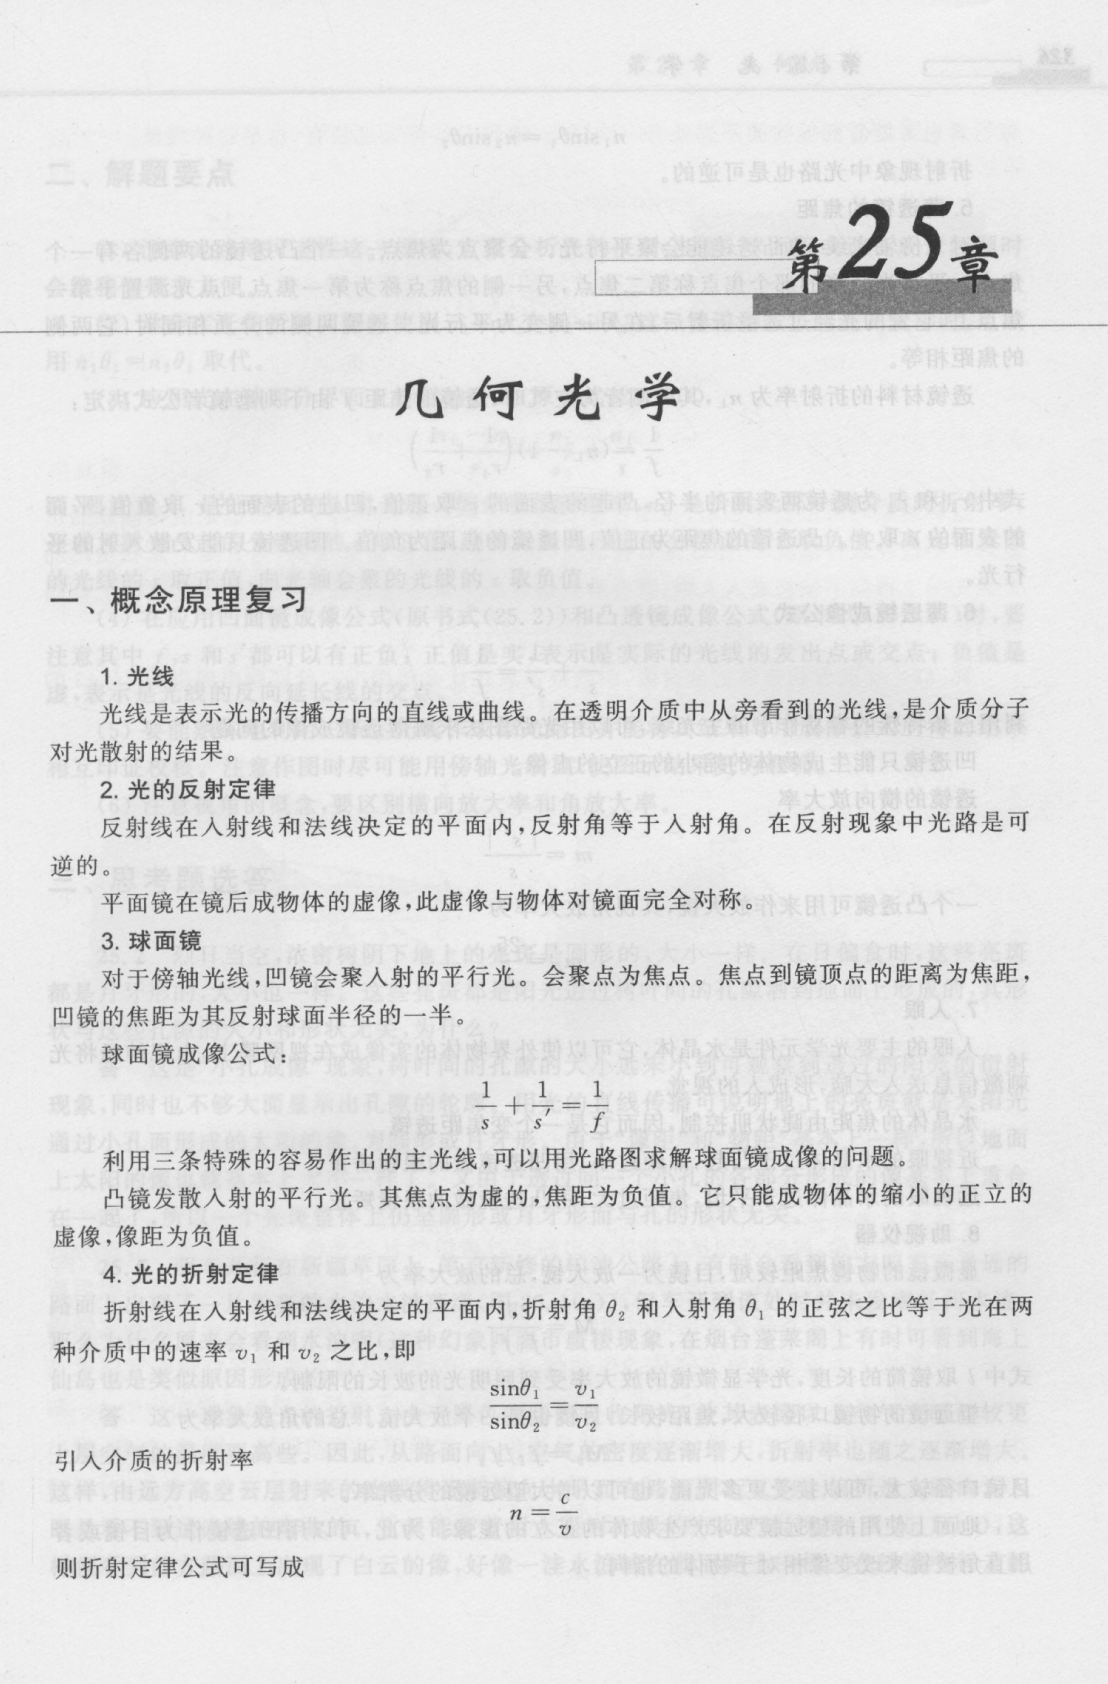 第25章
几何光学
一、概念原理复习
1. 光线
光线是表示光的传播方向的直线或曲线。在透明介质中从旁看到的光线,是介质分子
对光散射的结果。
2. 光的反射定律
反射线在入射线和法线决定的平面内,反射角等于入射角。在反射现象中光路是可
逆的。
平面镜在镜后成物体的虚像,此虚像与物体对镜面完全对称。
3. 球面镜
对于傍轴光线,凹镜会聚入射的平行光。会聚点为焦点。焦点到镜顶点的距离为焦距,
凹镜的焦距为其反射球面半径的一半。
球面镜成像公式:
1/s + 1/s′ = 1/f
利用三条特殊的容易作出的主光线,可以用光路图求解球面镜成像的问题。
凸镜发散入射的平行光。其焦点为虚的,焦距为负值。它只能成物体的缩小的正立的
虚像,像距为负值。
4. 光的折射定律
折射线在入射线和法线决定的平面内,折射角 θ₂ 和入射角 θ₁ 的正弦之比等于光在两
种介质中的速率 v₁ 和 v₂ 之比,即
sinθ₁/sinθ₂ = v₁/v₂
引入介质的折射率
n = c/v
则折射定律公式可写成